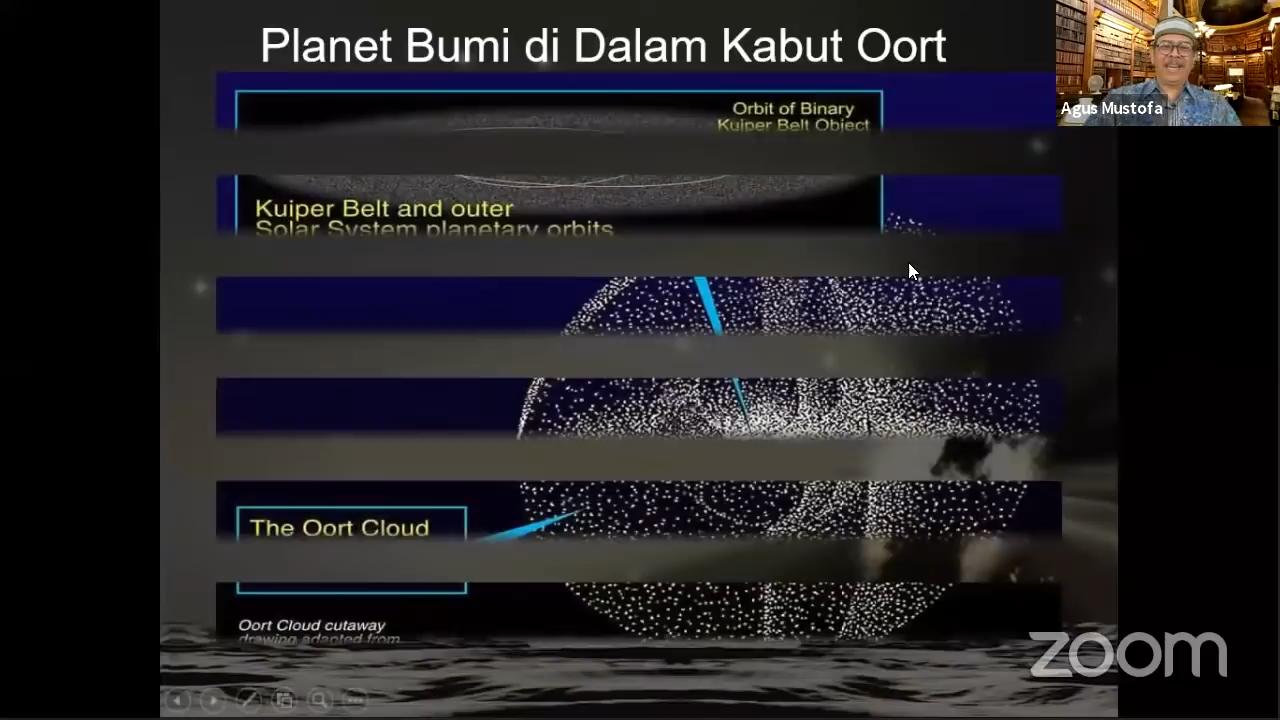 Planet Bumi di Dalam Kabut Oort
Agus Mustofa
Orbit of Binary
Kuiper Belt Object
Kuiper Belt and outer
Solar System planetary orbits
The Oort Cloud
Oort Cloud cutaway
drawing adapted from
zoom